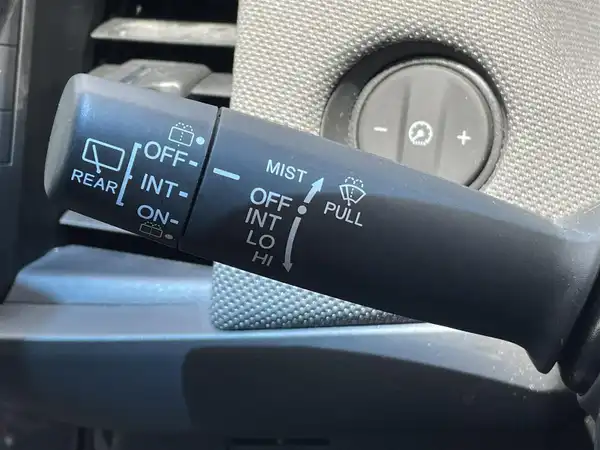 REAR
OFF-
INT-
ON-
MIST
OFF
INT
LO
HI
PULL
- +